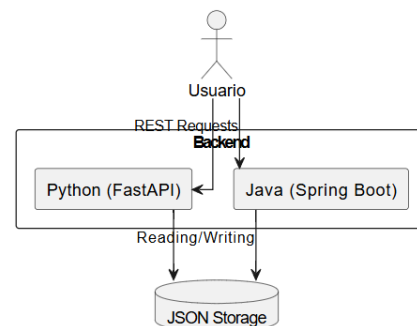 Usuario
REST Requests
Backend
Python (FastAPI)
Java (Spring Boot)
Reading/Writing
JSON Storage